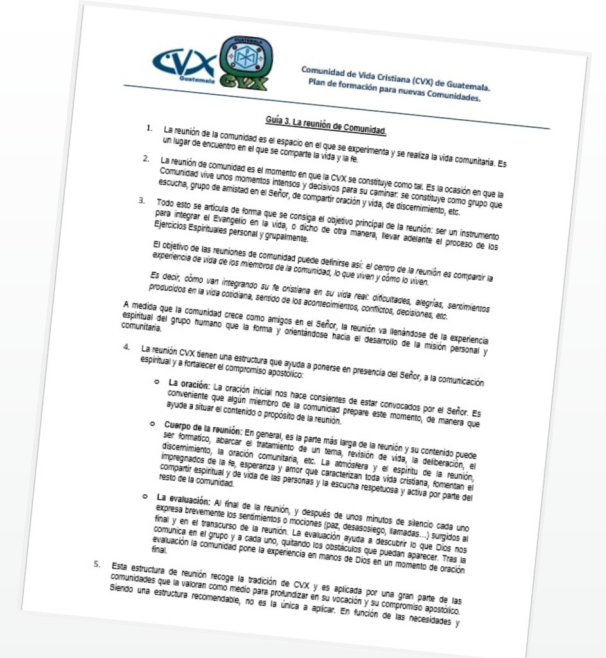 CVX
Guatemala
GUATEMALA
CVX
Comunidad de Vida Cristiana (CVX) de Guatemala.
Plan de formación para nuevas Comunidades.
Guía 3. La reunión de Comunidad.
1. La reunión de la comunidad es el espacio en el que se experimenta y se realiza la vida comunitaria. Es
un lugar de encuentro en el que se comparte la vida y la fe.
2. La reunión de comunidad es el momento en que la CVX se constituye como tal. Es la ocasión en que la
Comunidad vive unos momentos intensos y decisivos para su caminar: se constituye como grupo que
escucha, grupo de amistad en el Señor, de compartir oración y vida, de discernimiento, etc.
3. Todo esto se articula de forma que se consiga el objetivo principal de la reunión: ser un instrumento
para integrar el Evangelio en la vida, o dicho de otra manera, llevar adelante el proceso de los
Ejercicios Espirituales personal y grupalmente.
El objetivo de las reuniones de comunidad puede definirse así: el centro de la reunión es compartir la
experiencia de vida de los miembros de la comunidad, lo que viven y cómo lo viven.
Es decir, cómo van integrando su fe cristiana en su vida real: dificultades, alegrías, sentimientos
producidos en la vida cotidiana, sentido de los acontecimientos, conflictos, decisiones, etc.
A medida que la comunidad crece como amigos en el Señor, la reunión va llenándose de la experiencia
espiritual del grupo humano que la forma y orientándose hacia el desarrollo de la misión personal y
comunitaria.
4. La reunión CVX tienen una estructura que ayuda a ponerse en presencia del Señor, a la comunicación
espiritual y a fortalecer el compromiso apostólico:
o La oración: La oración inicial nos hace consientes de estar convocados por el Señor. Es
conveniente que algún miembro de la comunidad prepare este momento, de manera que
ayude a situar el contenido o propósito de la reunión.
o Cuerpo de la reunión: En general, es la parte más larga de la reunión y su contenido puede
ser formativo, abarcar el tratamiento de un tema, revisión de vida, la deliberación, el
discernimiento, la oración comunitaria, etc. La atmósfera y el espíritu de la reunión,
impregnados de la fe, esperanza y amor que caracterizan toda vida cristiana, fomentan el
compartir espiritual y de vida de las personas y la escucha respetuosa y activa por parte del
resto de la comunidad.
o La evaluación: Al final de la reunión, y después de unos minutos de silencio cada uno
expresa brevemente los sentimientos o mociones (paz, desasosiego, llamadas...) surgidos al
final y en el transcurso de la reunión. La evaluación ayuda a descubrir lo que Dios nos
comunica en el grupo y a cada uno, quitando los obstáculos que puedan aparecer. Tras la
evaluación la comunidad pone la experiencia en manos de Dios en un momento de oración
final.
5. Esta estructura de reunión recoge la tradición de CVX y es aplicada por una gran parte de las
comunidades que la valoran como medio para profundizar en su vocación y su compromiso apostólico.
Siendo una estructura recomendable, no es la única a aplicar. En función de las necesidades y